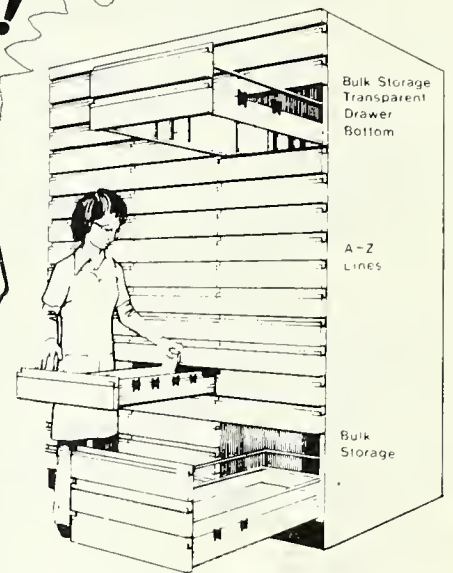 !
Bulk Storage
Transparent
Drawer
Bottom
A-Z
Lines
Bulk
Storage